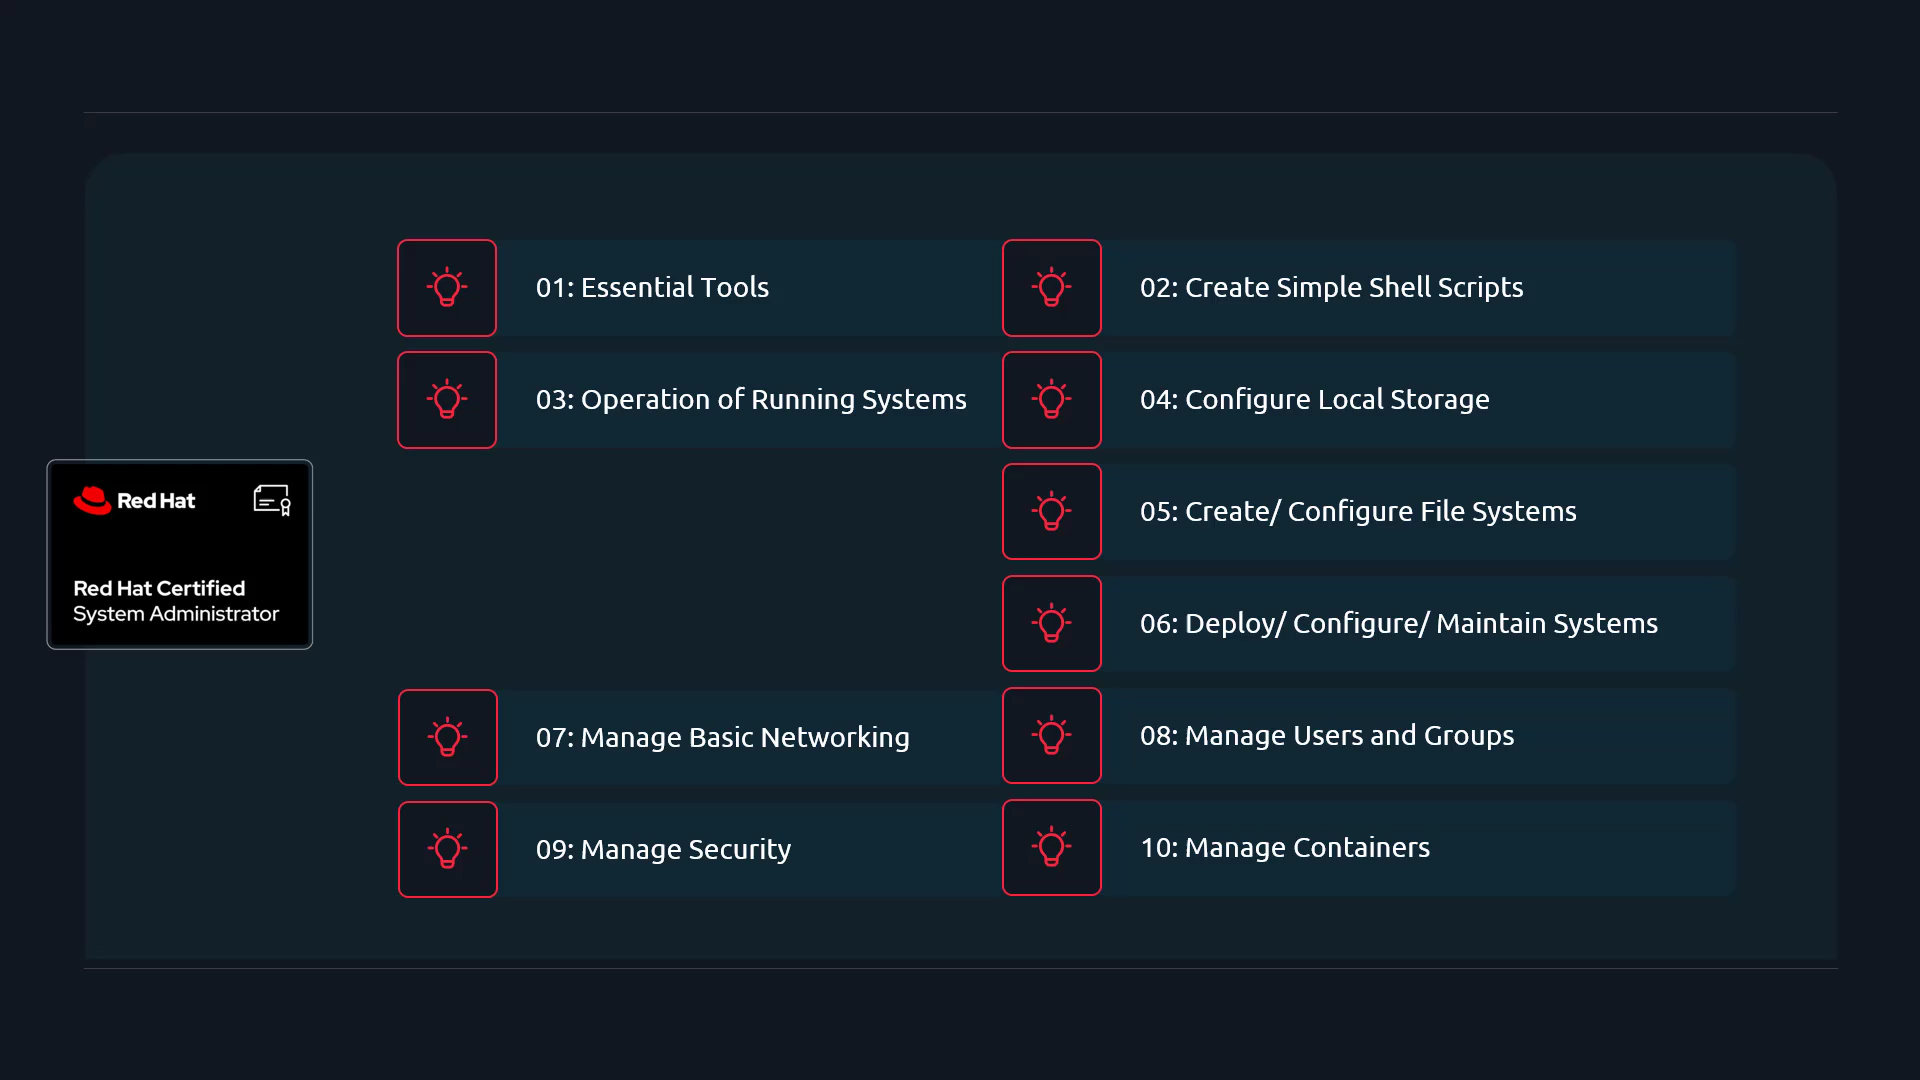 01: Essential Tools
02: Create Simple Shell Scripts
03: Operation of Running Systems
04: Configure Local Storage
05: Create/ Configure File Systems
06: Deploy/ Configure/ Maintain Systems
07: Manage Basic Networking
08: Manage Users and Groups
09: Manage Security
10: Manage Containers
Red Hat
Red Hat Certified
System Administrator